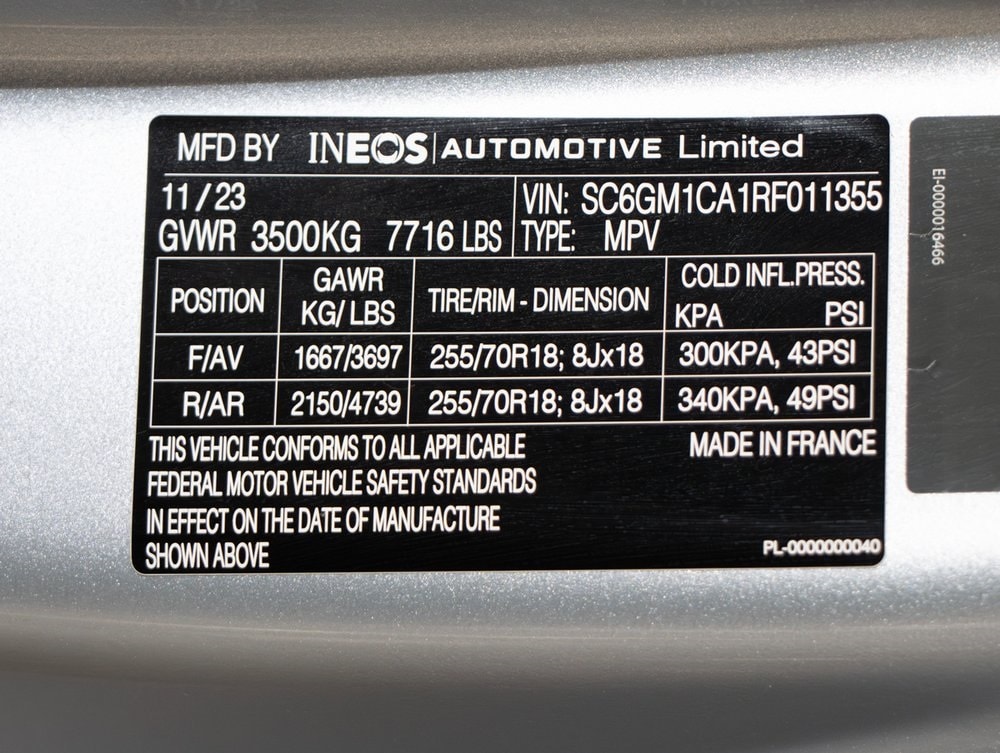 MFD BY INEOS AUTOMOTIVE Limited
11/23
GVWR 3500KG 7716 LBS
VIN: SC6GM1CA1RF011355
TYPE: MPV
POSITION GAWR KG/LBS TIRE/RIM - DIMENSION COLD INFL.PRESS. KPA PSI
F/AV 1667/3697 255/70R18; 8Jx18 300KPA, 43PSI
R/AR 2150/4739 255/70R18; 8Jx18 340KPA, 49PSI
THIS VEHICLE CONFORMS TO ALL APPLICABLE
FEDERAL MOTOR VEHICLE SAFETY STANDARDS
IN EFFECT ON THE DATE OF MANUFACTURE
SHOWN ABOVE
MADE IN FRANCE
PL-0000000040
EI-0000016466